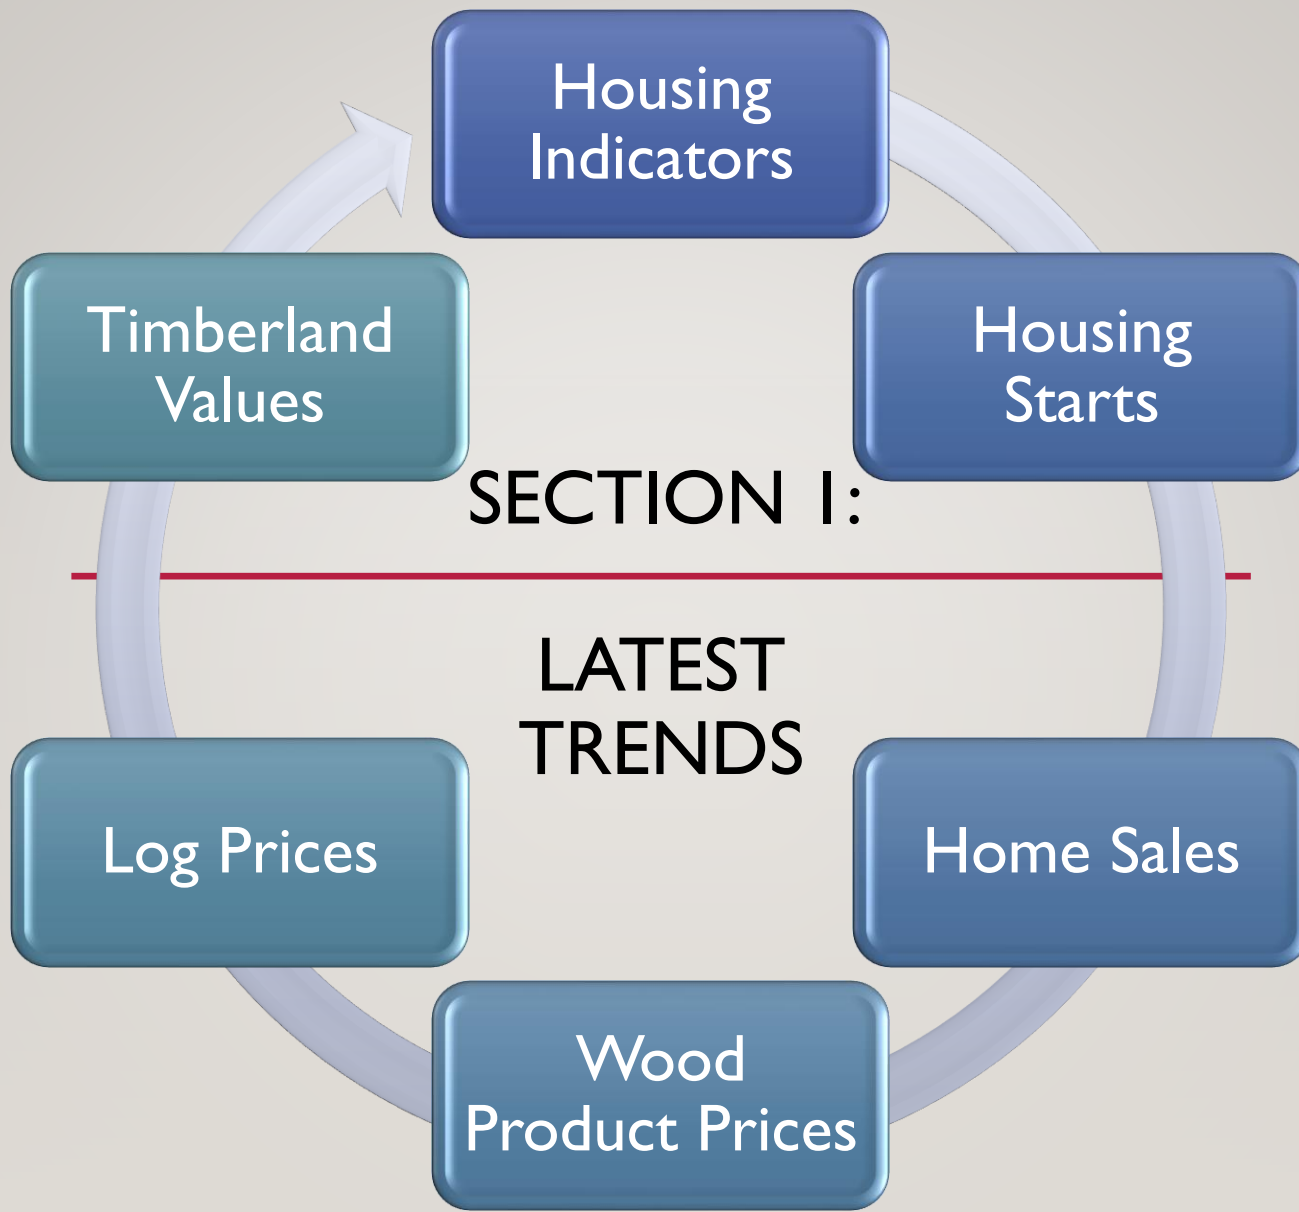 Housing
Indicators
Housing
Starts
Home Sales
Wood
Product Prices
Log Prices
Timberland
Values
SECTION 1:
LATEST
TRENDS